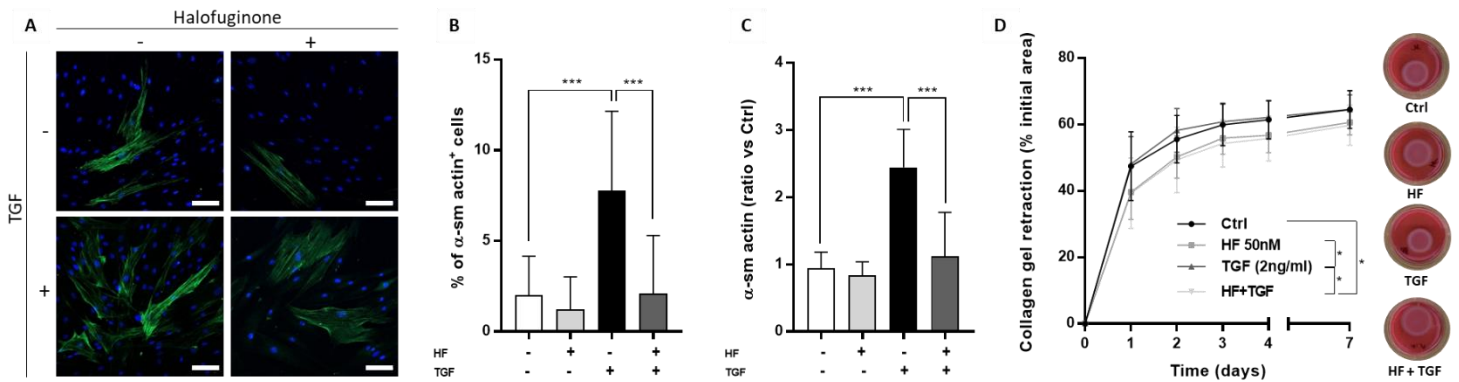 A
Halofuginone
-
+
TGF
-
+
B
% of α-sm actin⁺ cells
15
10
5
0
***
***
HF - + - +
TGF - - + +
C
α-sm actin (ratio vs Ctrl)
4
3
2
1
0
***
***
HF - + - +
TGF - - + +
D
Collagen gel retraction (% initial area)
80
60
40
20
0
0 1 2 3 4 7
Time (days)
Ctrl
HF 50nM
TGF (2ng/ml)
HF+TGF
*
*
*
Ctrl
HF
TGF
HF + TGF